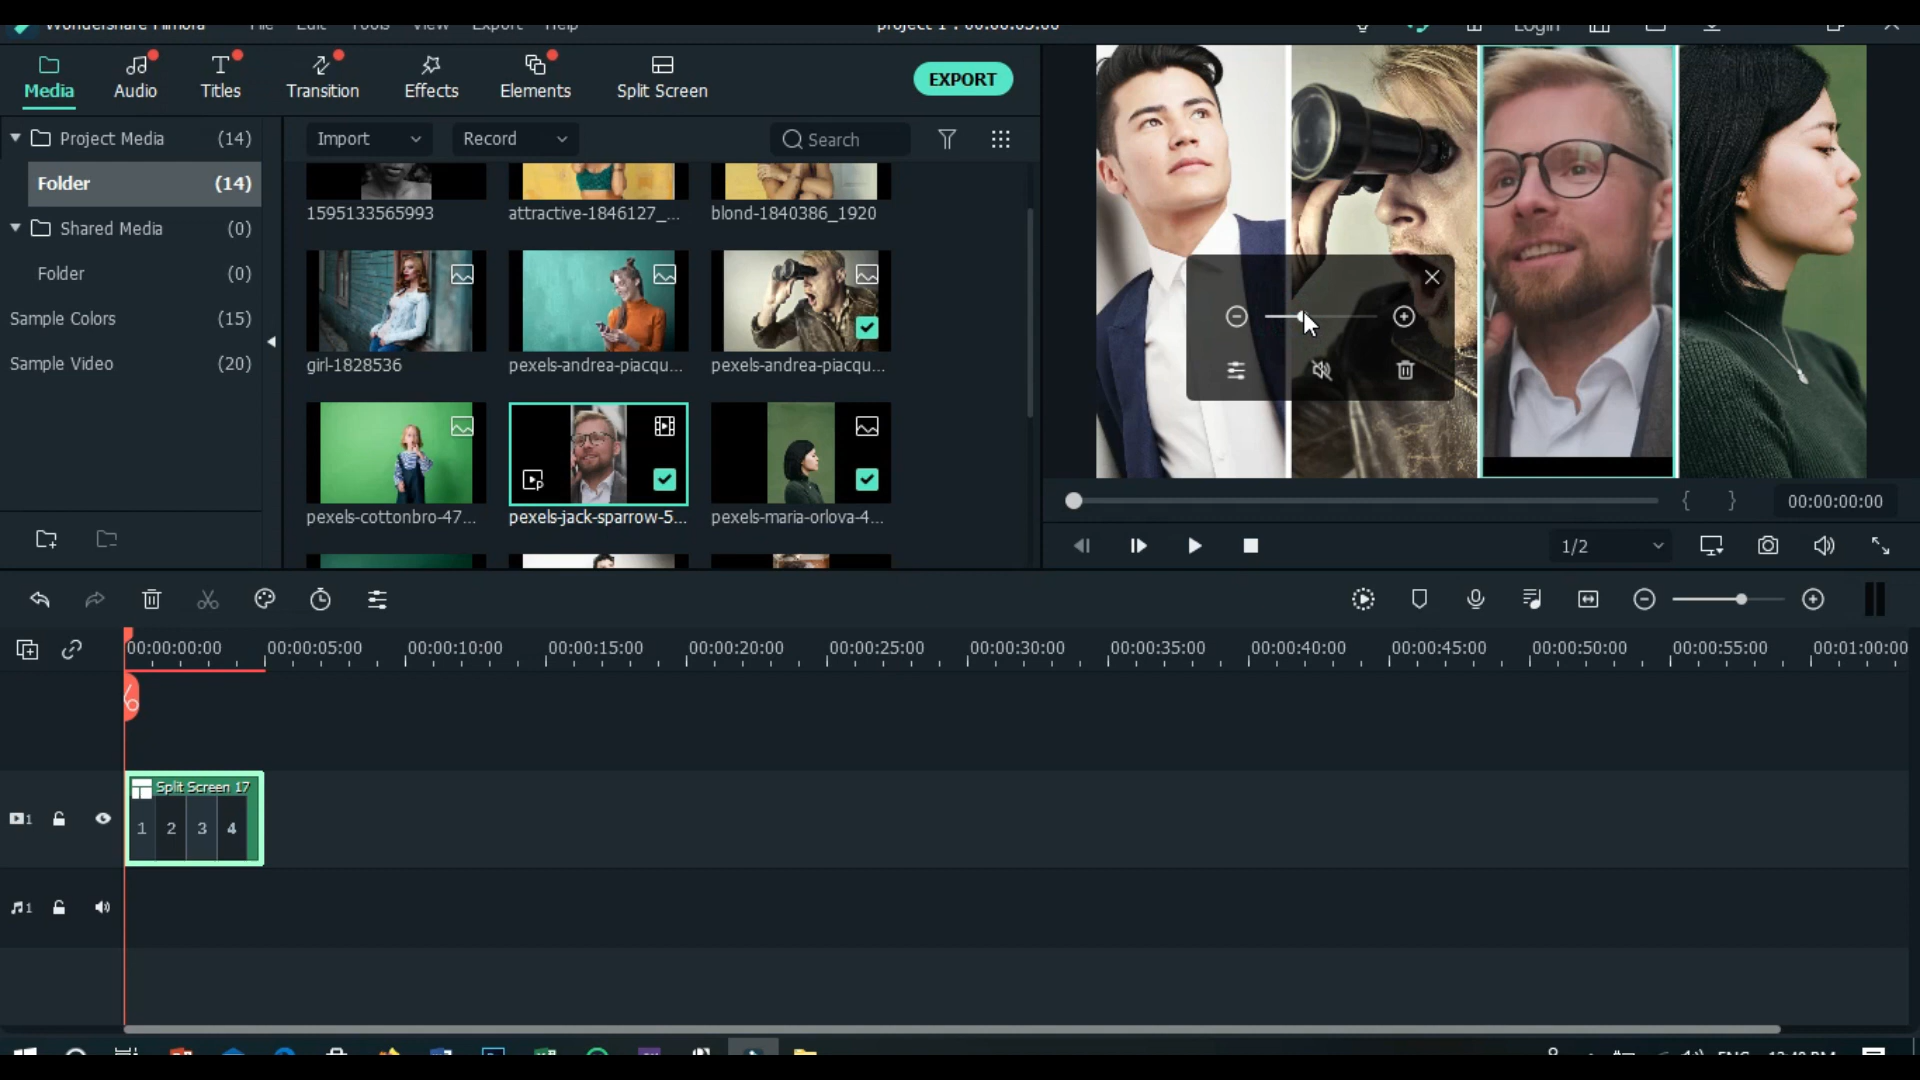 Wondershare Filmora File Edit Tools View Export Help project 1 : 00:00:05:00 Login
Media Audio Titles Transition Effects Elements Split Screen EXPORT
Project Media (14)
Import Record Search
Folder (14)
Shared Media (0)
Folder (0)
Sample Colors (15)
Sample Video (20)
1595133565993 attractive-1846127_... blond-1840386_1920
girl-1828536 pexels-andrea-piacqu... pexels-andrea-piacqu...
pexels-cottonbro-47... pexels-jack-sparrow-5... pexels-maria-orlova-4...
00:00:00:00
1/2
00:00:00:00 00:00:05:00 00:00:10:00 00:00:15:00 00:00:20:00 00:00:25:00 00:00:30:00 00:00:35:00 00:00:40:00 00:00:45:00 00:00:50:00 00:00:55:00 00:01:00:00
Split Screen 17
1 2 3 4
1
1